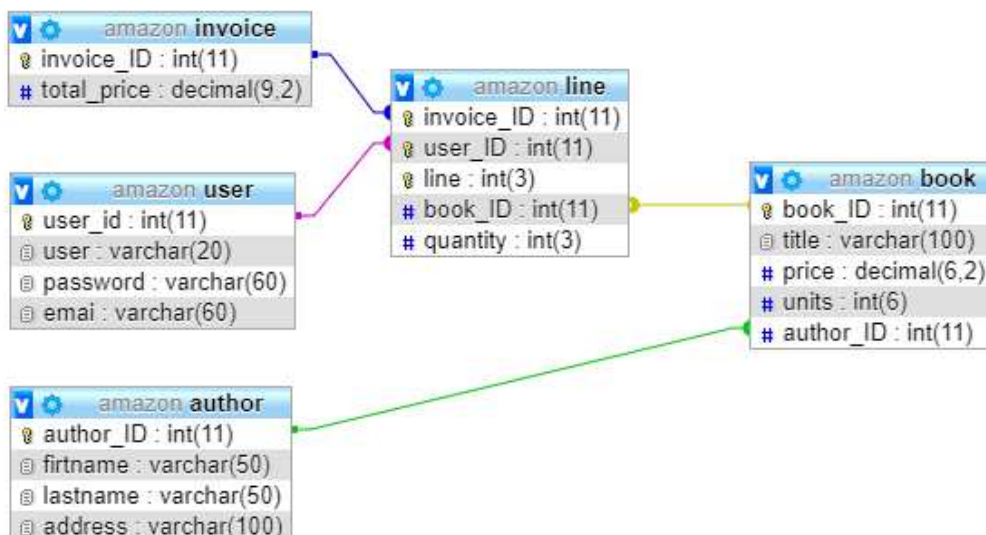 amazon invoice
invoice_ID : int(11)
total_price : decimal(9,2)
amazon line
invoice_ID : int(11)
user_ID : int(11)
line : int(3)
book_ID : int(11)
quantity : int(3)
amazon user
user_id : int(11)
user : varchar(20)
password : varchar(60)
emai : varchar(60)
amazon book
book_ID : int(11)
title : varchar(100)
price : decimal(6,2)
units : int(6)
author_ID : int(11)
amazon author
author_ID : int(11)
firtname : varchar(50)
lastname : varchar(50)
address : varchar(100)